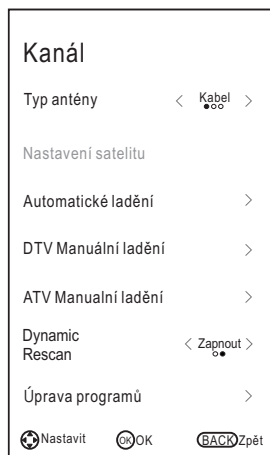 Kanál
Typ antény < Kabel >
Nastavení satelitu
Automatické ladění >
DTV Manuální ladění >
ATV Manualní ladění >
Dynamic
Rescan < Zapnout >
Úprava programů >
Nastavit OK OK BACK Zpět